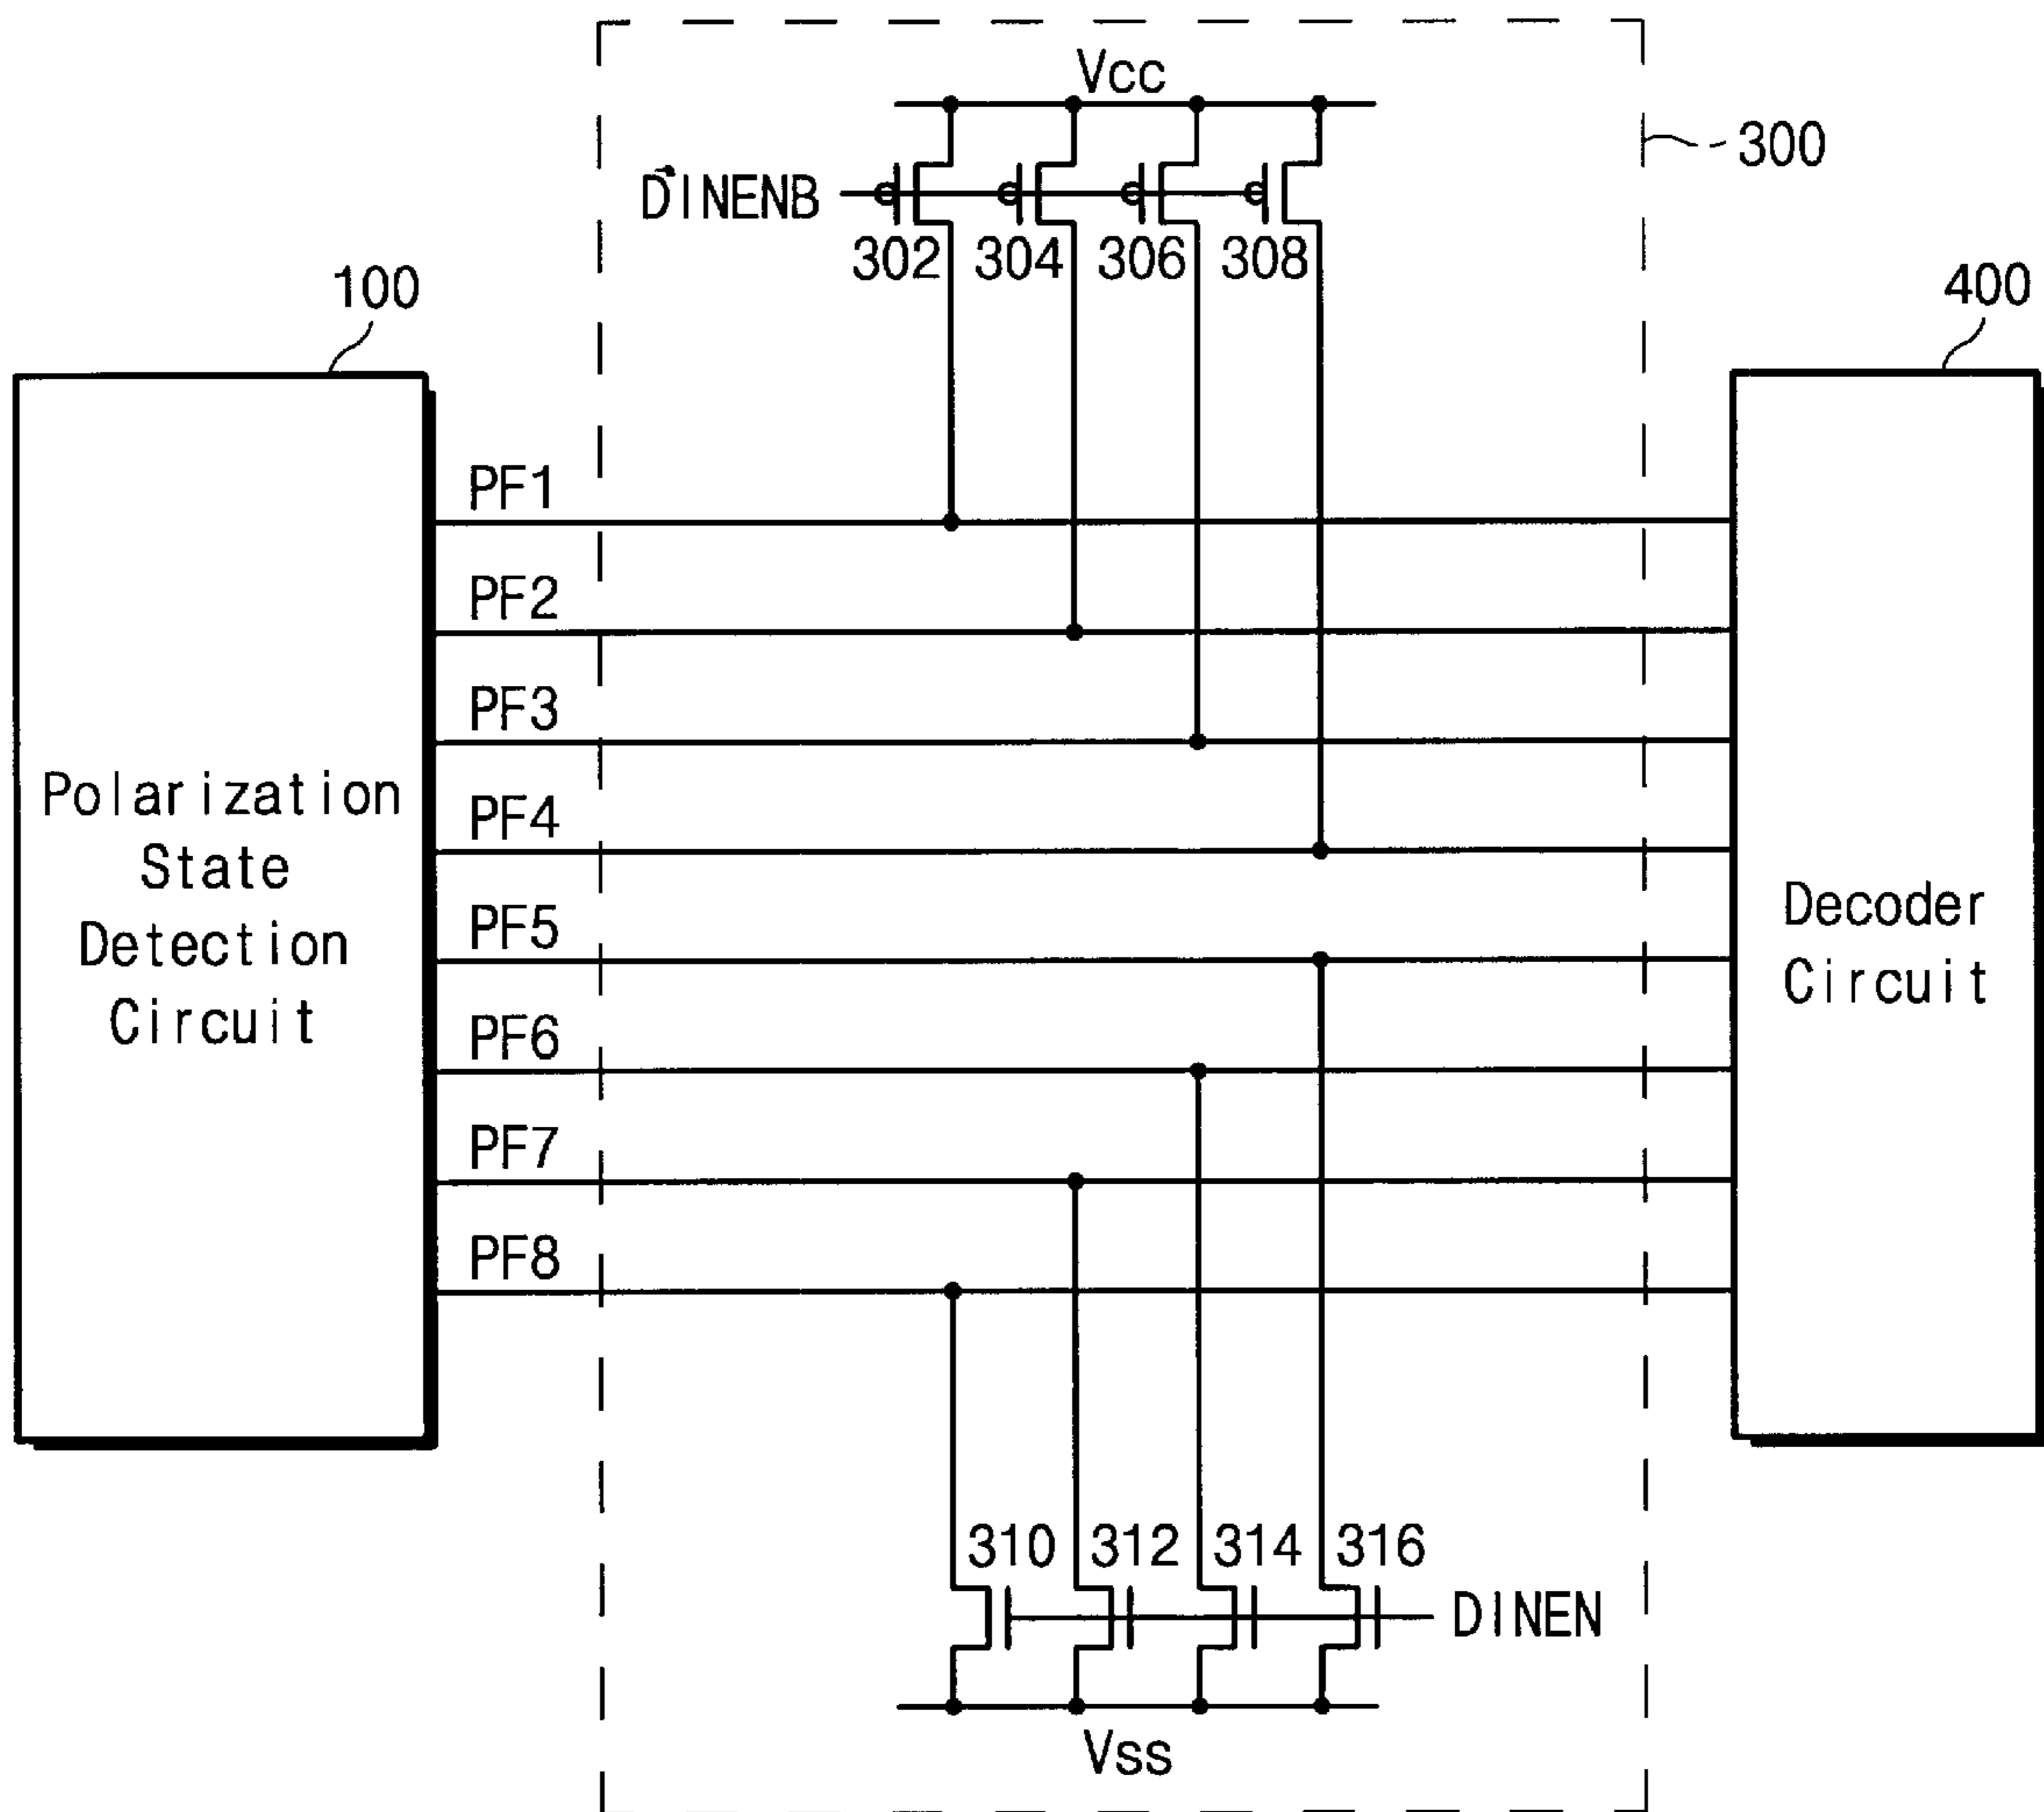 Vcc
300
DINENB
302 304 306 308
100
400
PF1
PF2
PF3
PF4
PF5
PF6
PF7
PF8
Polarization
State
Detection
Circuit
Decoder
Circuit
310 312 314 316
DINEN
Vss